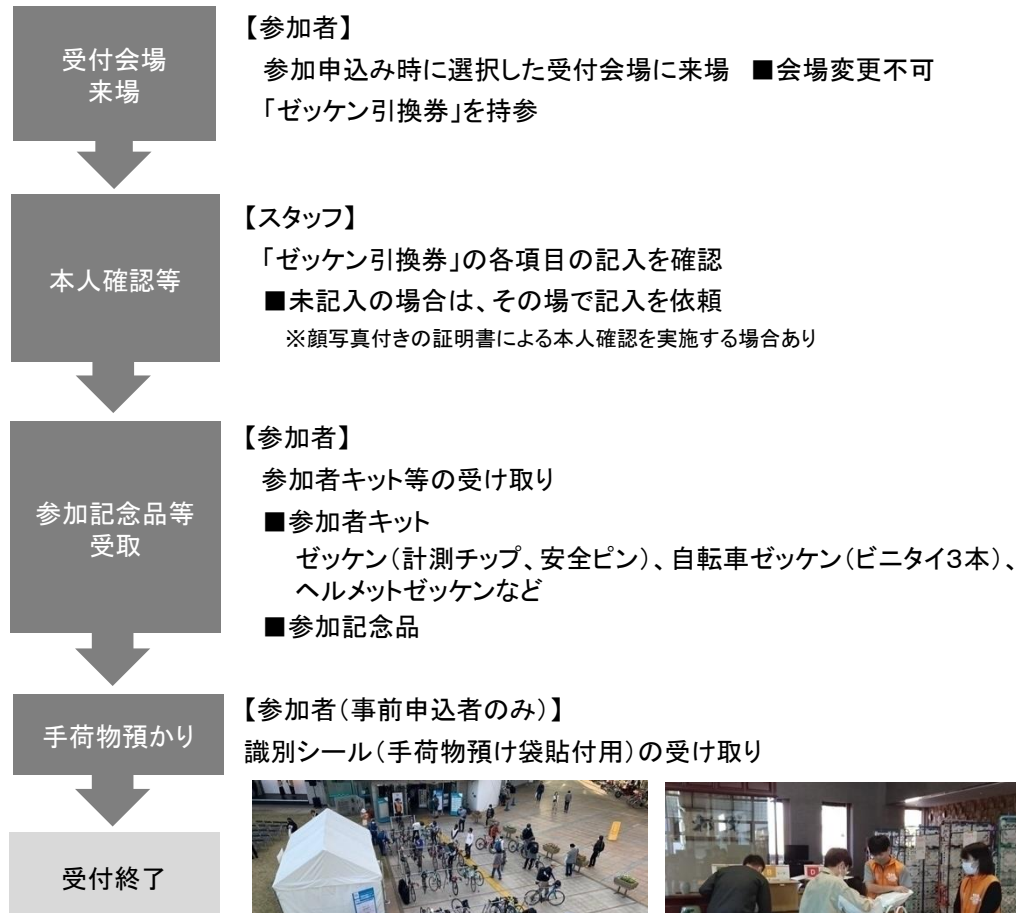 受付会場
来場
【参加者】
参加申込み時に選択した受付会場に来場 ■会場変更不可
「ゼッケン引換券」を持参
本人確認等
【スタッフ】
「ゼッケン引換券」の各項目の記入を確認
■未記入の場合は、その場で記入を依頼
※顔写真付きの証明書による本人確認を実施する場合あり
参加記念品等
受取
【参加者】
参加者キット等の受け取り
■参加者キット
ゼッケン(計測チップ、安全ピン)、自転車ゼッケン(ビニタイ3本)、
ヘルメットゼッケンなど
■参加記念品
手荷物預かり
【参加者(事前申込者のみ)】
識別シール(手荷物預け袋貼付用)の受け取り
受付終了
D